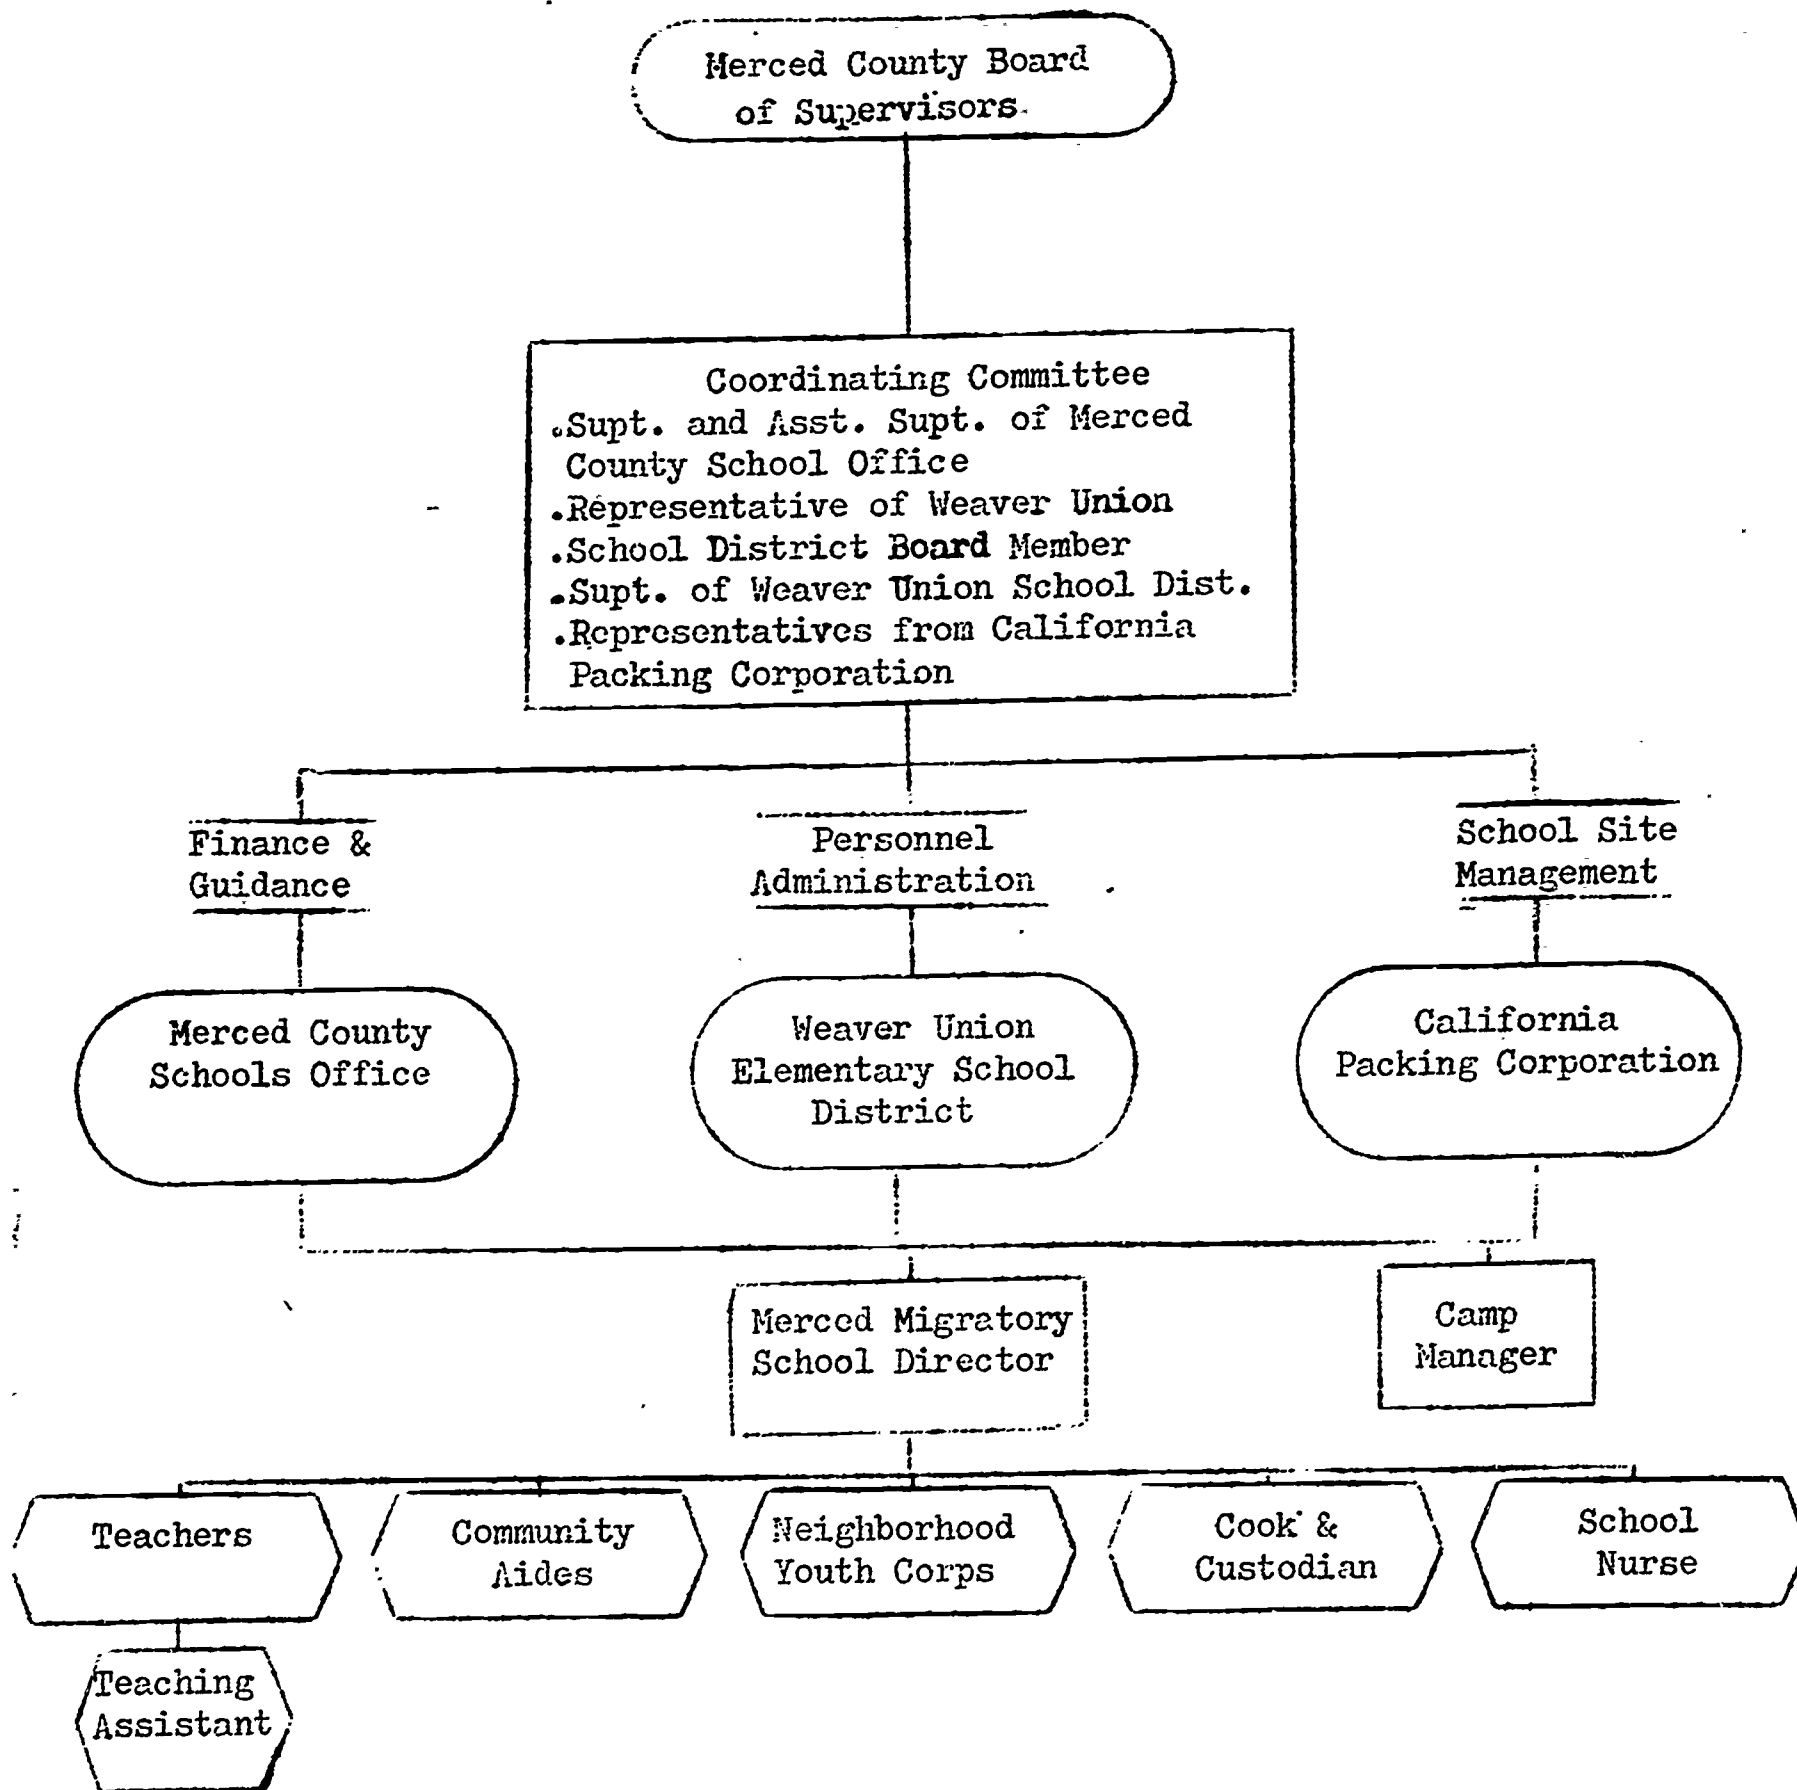 Merced County Board
of Supervisors
Coordinating Committee
.Supt. and Asst. Supt. of Merced
County School Office
.Representative of Weaver Union
.School District Board Member
.Supt. of Weaver Union School Dist.
.Representatives from California
Packing Corporation
Finance &
Guidance
Personnel
Administration
School Site
Management
Merced County
Schools Office
Weaver Union
Elementary School
District
California
Packing Corporation
Merced Migratory
School Director
Camp
Manager
Teachers
Community
Aides
Neighborhood
Youth Corps
Cook &
Custodian
School
Nurse
Teaching
Assistant